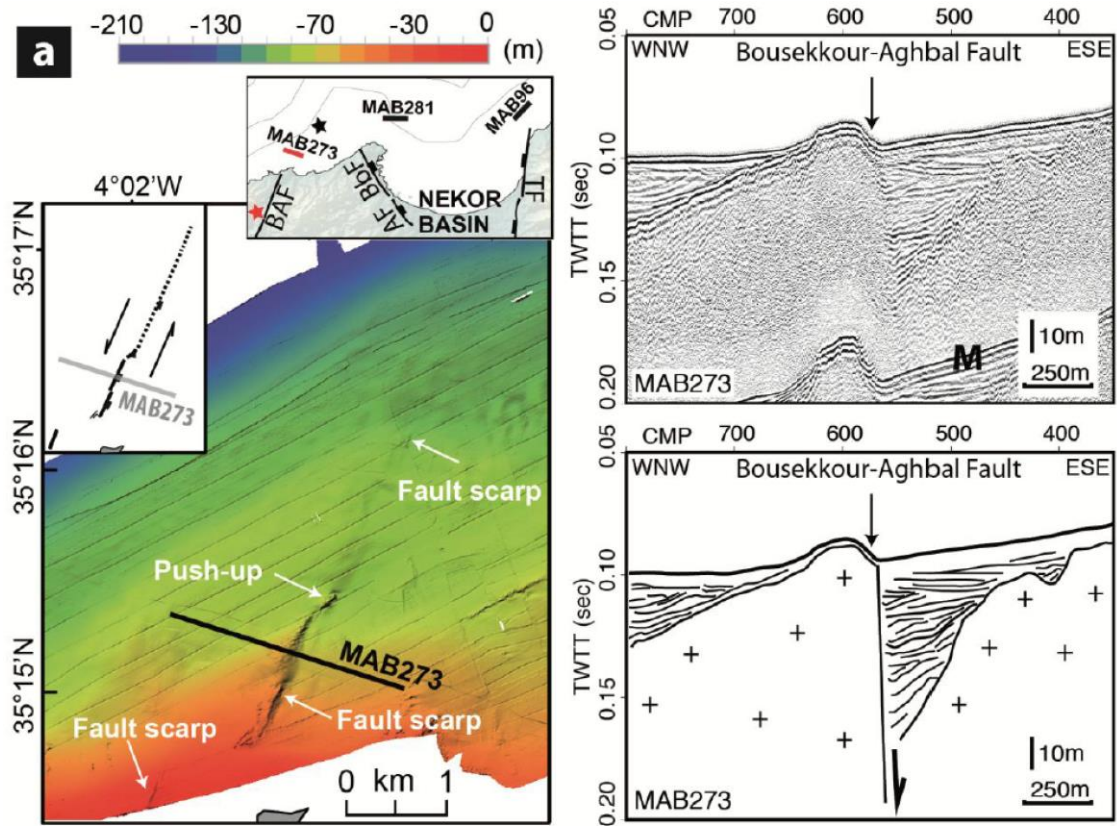 a
-210 -130 -70 -30 0
(m)
MAB281
MAB96
MAB273
BAF
AF
BoF
NEKOR
BASIN
TF
4°02'W
35°17'N
35°16'N
35°15'N
MAB273
Fault scarp
Push-up
MAB273
Fault scarp
Fault scarp
0 km 1
CMP 700 600 500 400
WNW Bousekkour-Aghbal Fault ESE
0.05
0.10
0.15
0.20
TWTT (sec)
M
10m
250m
MAB273
CMP 700 600 500 400
WNW Bousekkour-Aghbal Fault ESE
0.05
0.10
0.15
0.20
TWTT (sec)
10m
250m
MAB273